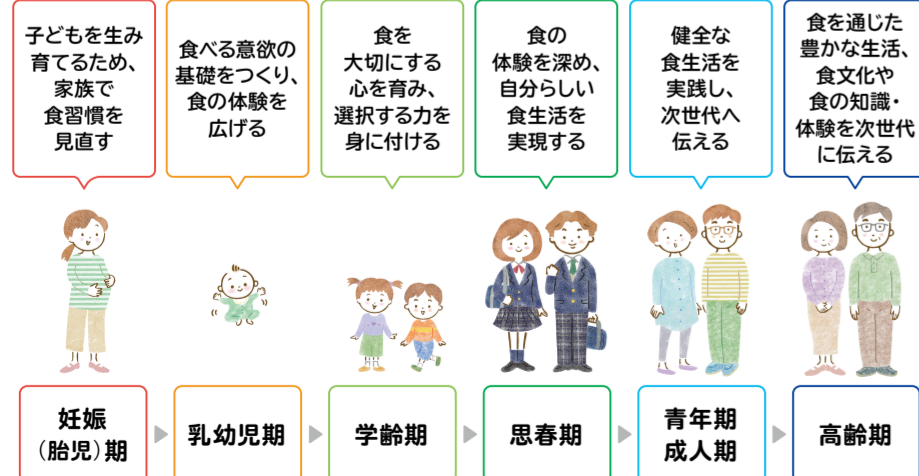 子どもを生み
育てるため、
家族で
食習慣を
見直す
食べる意欲の
基礎をつくり、
食の体験を
広げる
食を
大切にする
心を育み、
選択する力を
身に付ける
食の
体験を深め、
自分らしい
食生活を
実現する
健全な
食生活を
実践し、
次世代へ
伝える
食を通じた
豊かな生活、
食文化や
食の知識・
体験を次世代
に伝える
妊娠
（胎児）期
乳幼児期
学齢期
思春期
青年期
成人期
高齢期